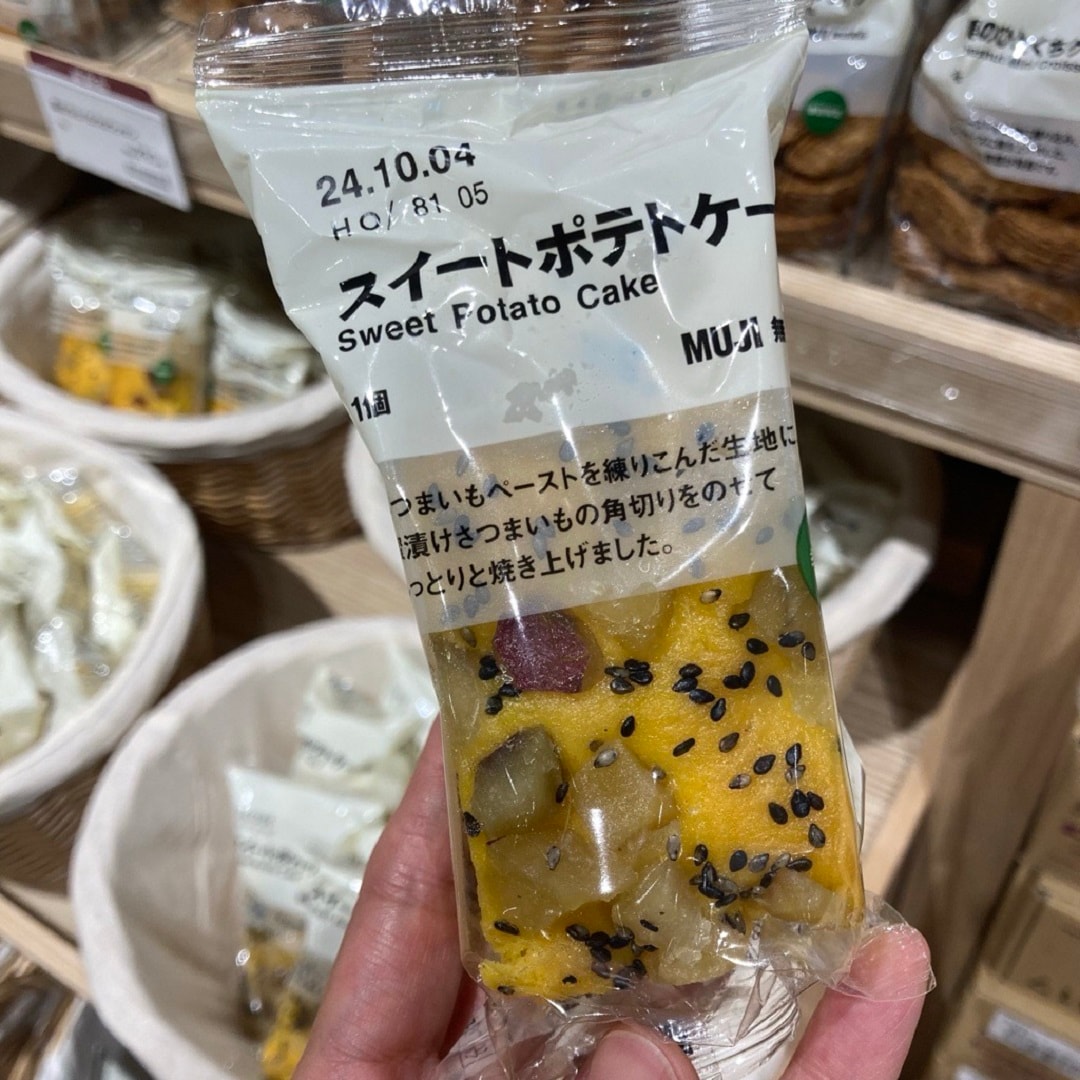 24.10.04
HQ/ 81 05
スイートポテトケー
Sweet Potato Cake
MUJI 無
1個
つまいもペーストを練りこんだ生地に
漬けさつまいもの角切りをのせて
っとりと焼き上げました。